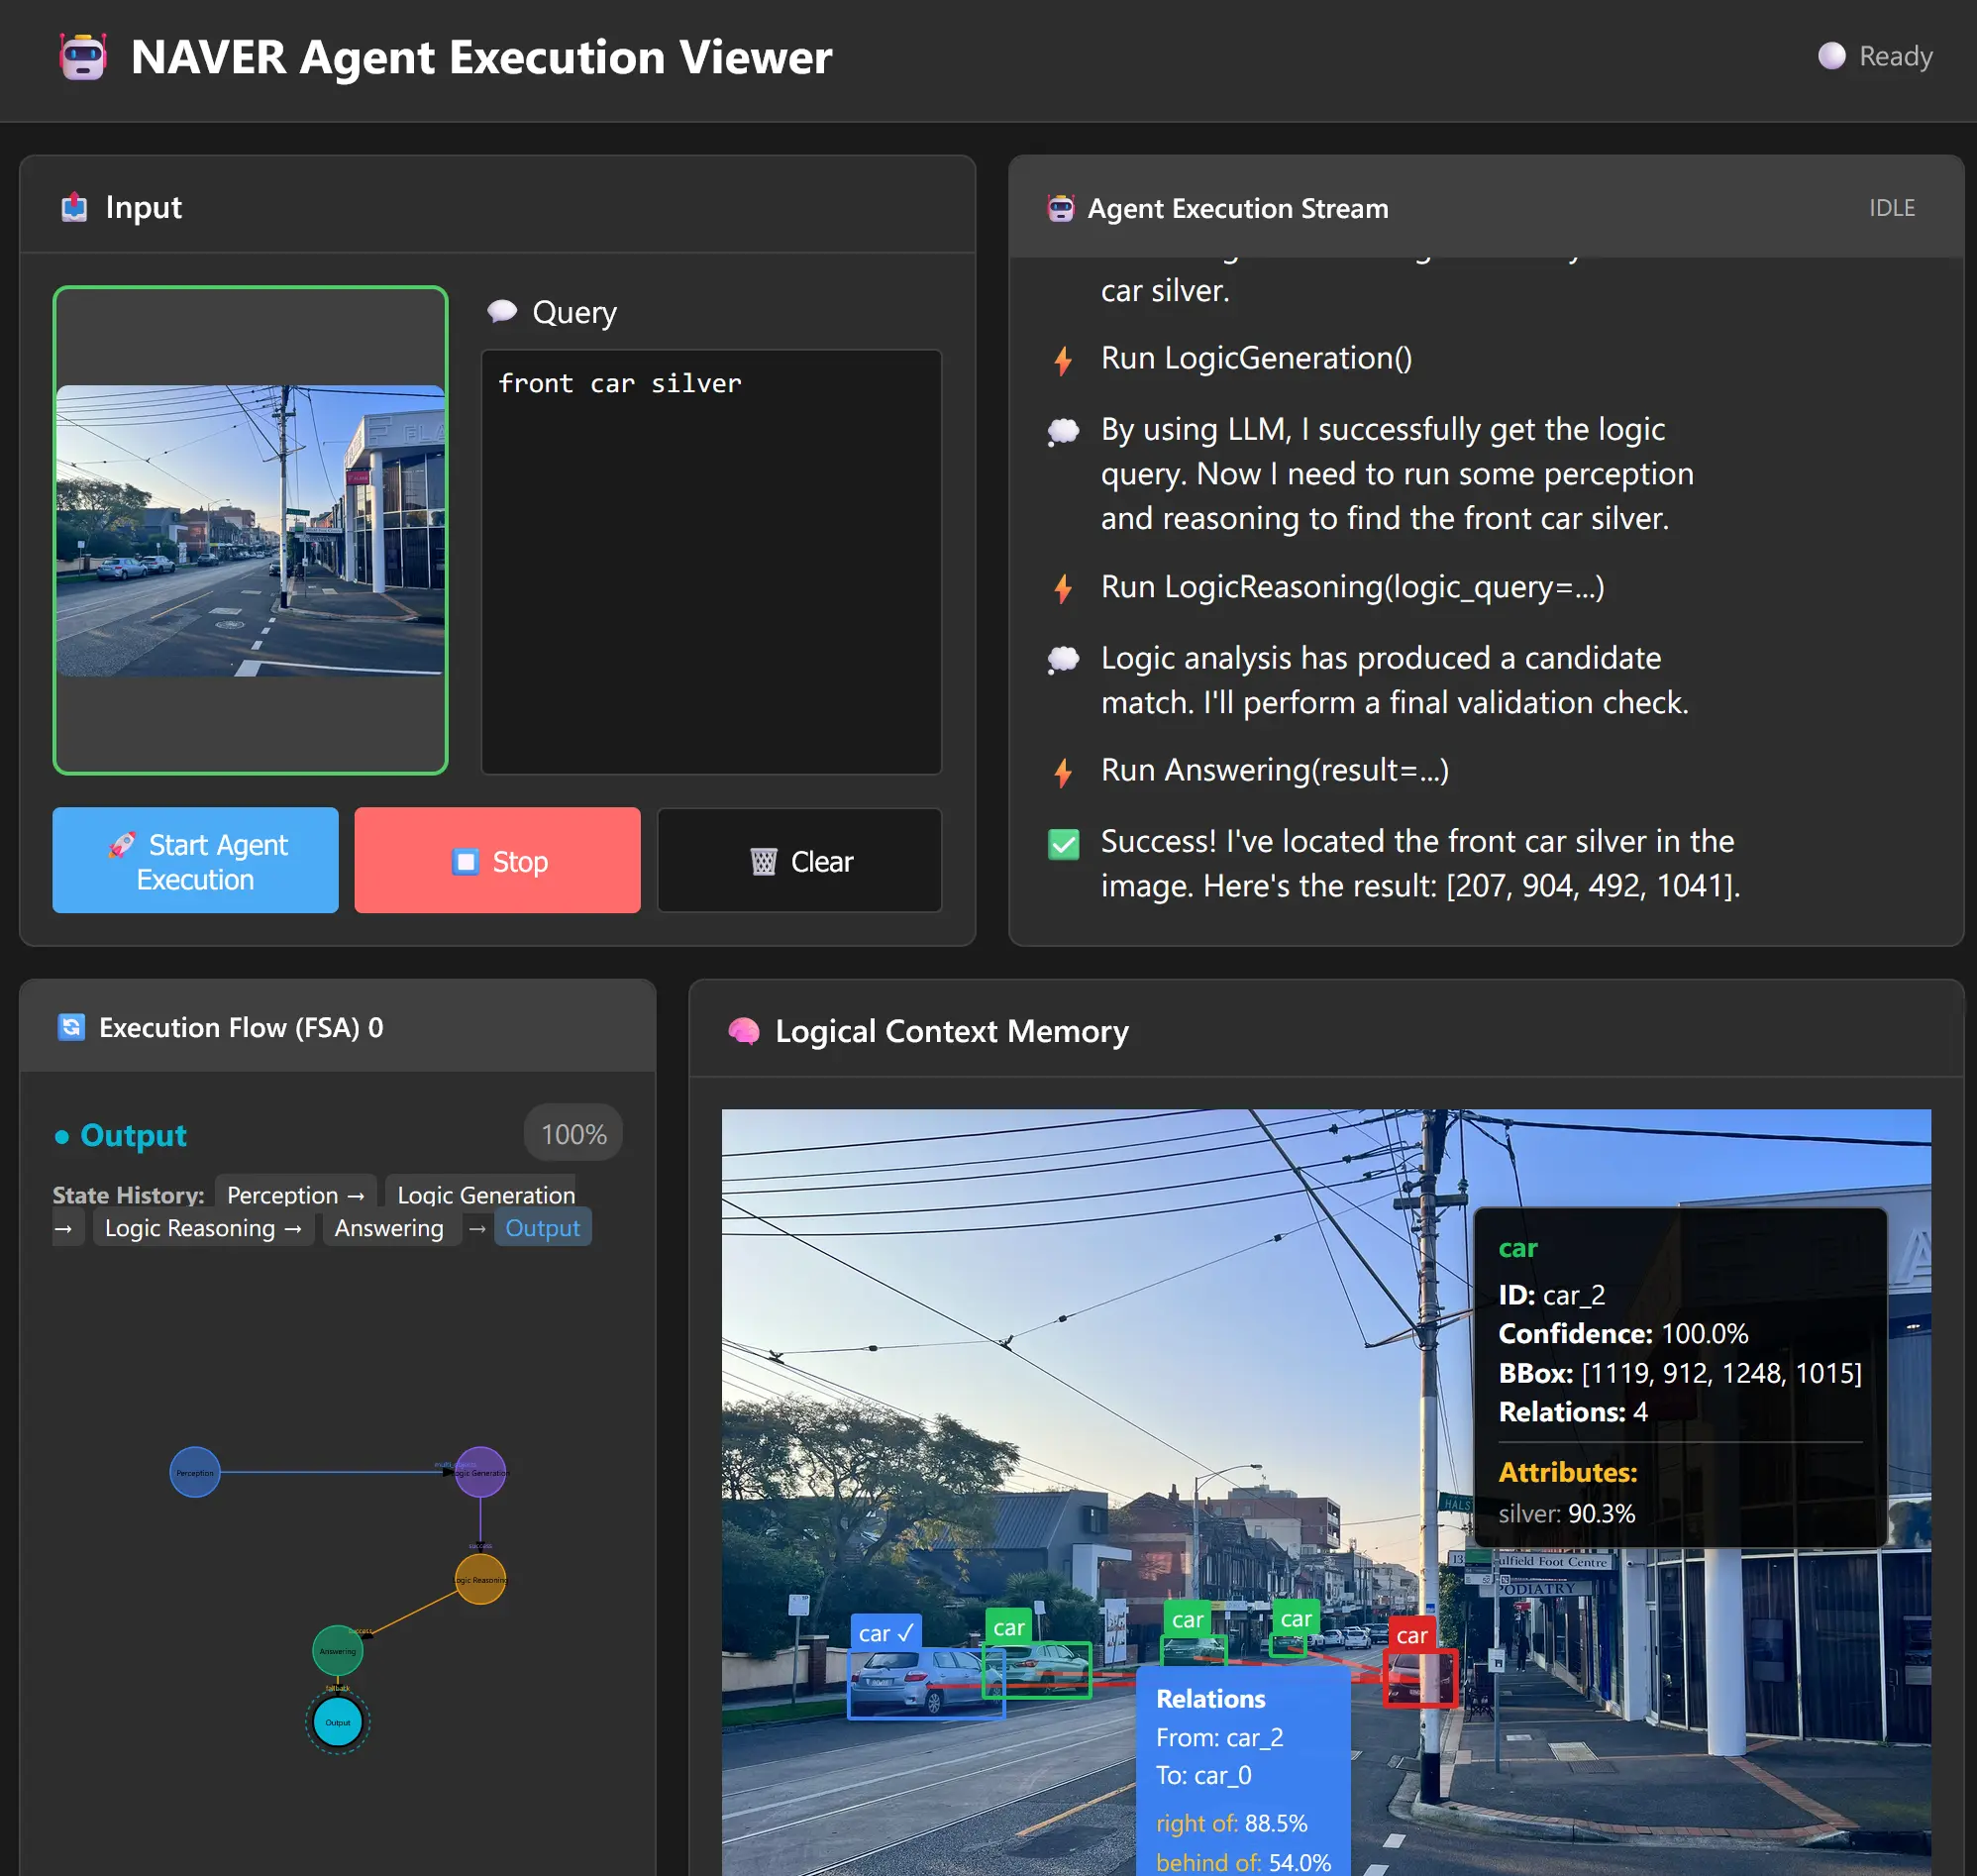 NAVER Agent Execution Viewer
Ready
Input
Query
front car silver
Start Agent
Execution
Stop
Clear
Agent Execution Stream
IDLE
car silver.
Run LogicGeneration()
By using LLM, I successfully get the logic
query. Now I need to run some perception
and reasoning to find the front car silver.
Run LogicReasoning(logic_query=...)
Logic analysis has produced a candidate
match. I'll perform a final validation check.
Run Answering(result=...)
Success! I've located the front car silver in the
image. Here's the result: [207, 904, 492, 1041].
Execution Flow (FSA) 0
● Output
100%
State History: Perception → Logic Generation
→ Logic Reasoning → Answering → Output
Perception
Logic Generation
success
Logic Reasoning
success
Answering
fallback
Output
Logical Context Memory
car
ID: car_2
Confidence: 100.0%
BBox: [1119, 912, 1248, 1015]
Relations: 4
Attributes:
silver: 90.3%
HALS
ulfield Foot Centre
PODIATRY
car ✓
car
car
car
car
Relations
From: car_2
To: car_0
right of: 88.5%
behind of: 54.0%